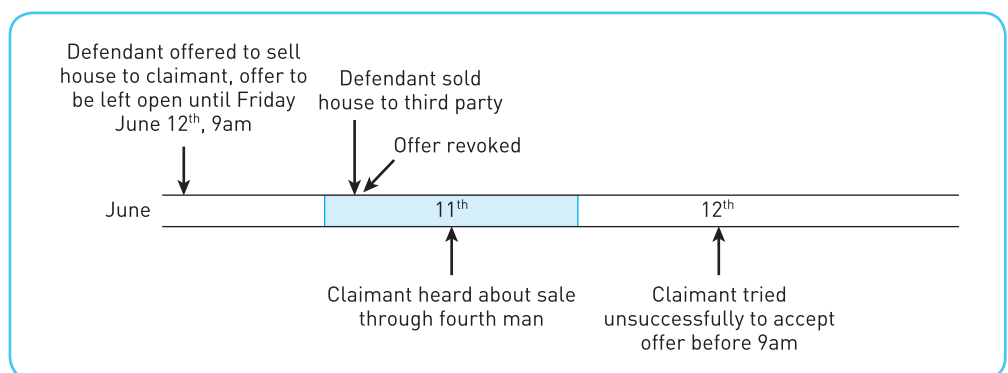 Defendant offered to sell
house to claimant, offer to
be left open until Friday
June 12th, 9am
Defendant sold
house to third party
Offer revoked
June
11th
12th
Claimant heard about sale
through fourth man
Claimant tried
unsuccessfully to accept
offer before 9am